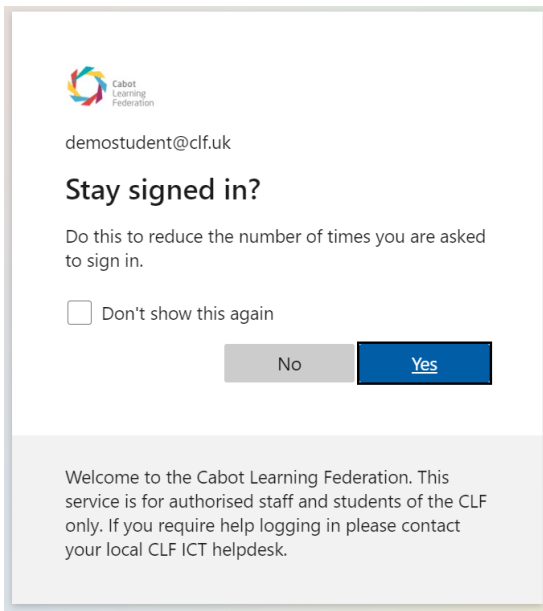 Cabot
Learning
Federation
demostudent@clf.uk
Stay signed in?
Do this to reduce the number of times you are asked
to sign in.
Don't show this again
No
Yes
Welcome to the Cabot Learning Federation. This
service is for authorised staff and students of the CLF
only. If you require help logging in please contact
your local CLF ICT helpdesk.